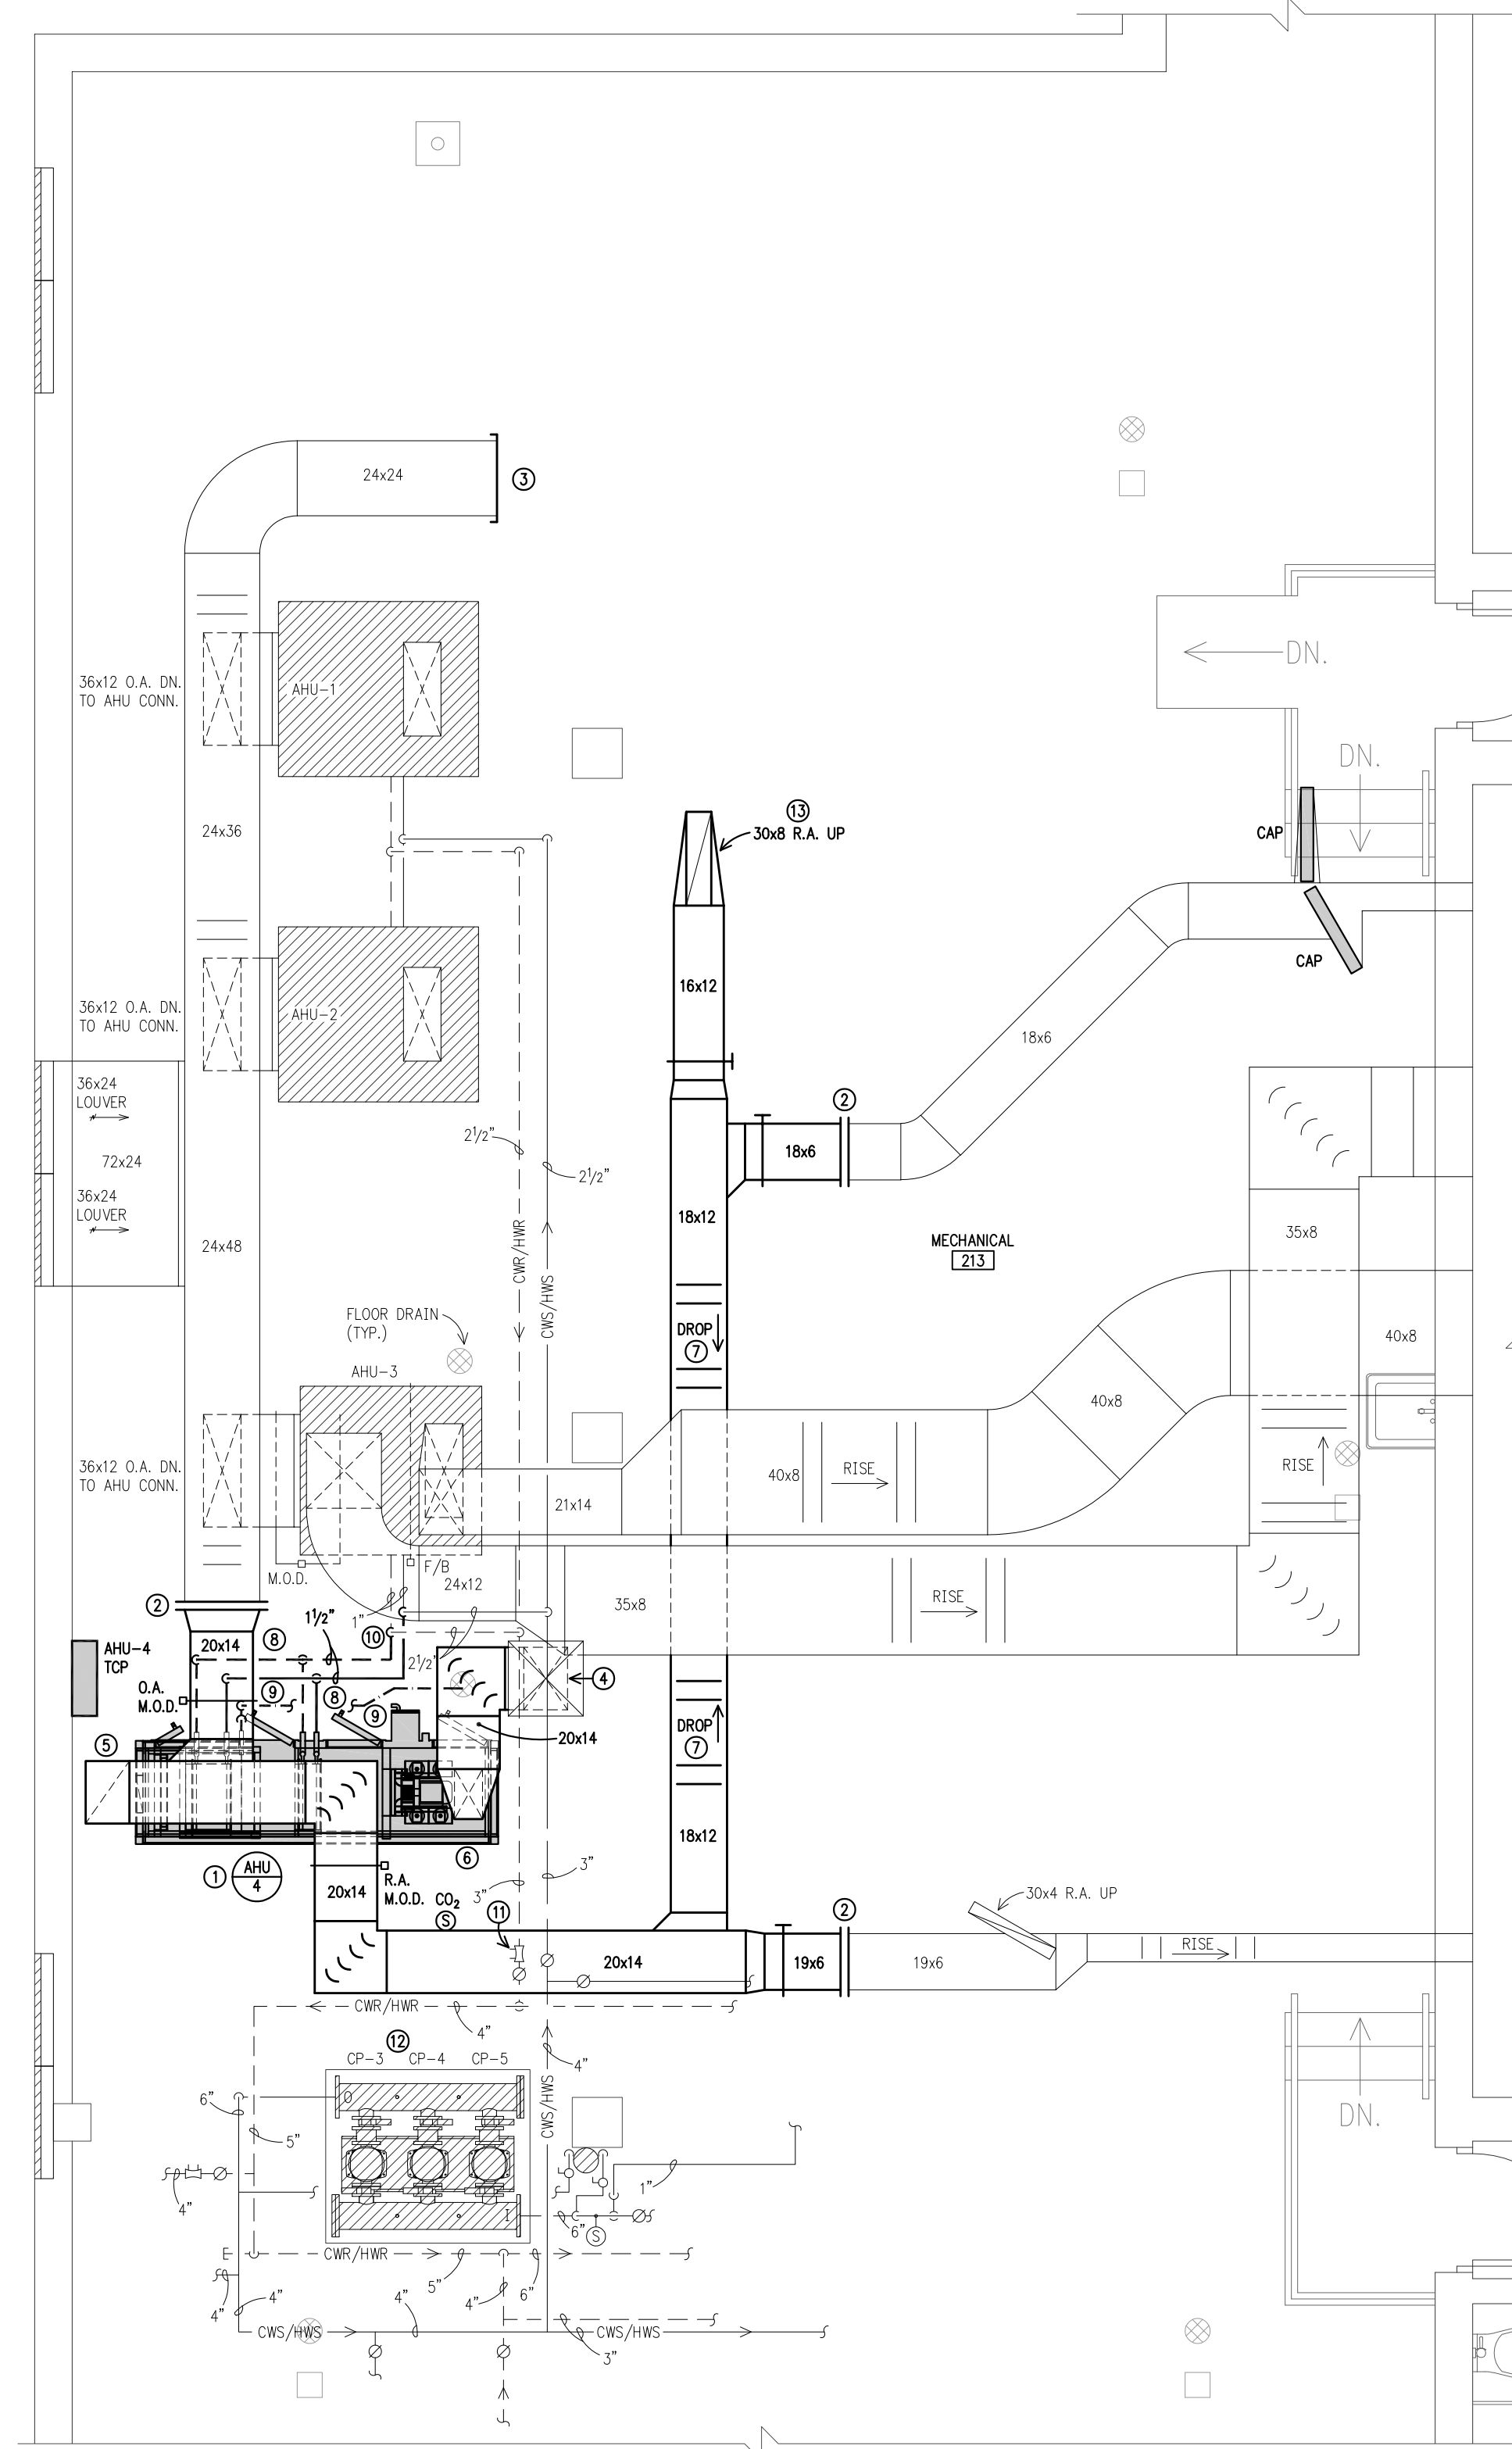 24x24
3
36x12 O.A. DN.
TO AHU CONN.
AHU-1
DN.
DN.
24x36
13
30x8 R.A. UP
CAP
CAP
36x12 O.A. DN.
TO AHU CONN.
AHU-2
16x12
18x6
36x24
LOUVER
72x24
36x24
LOUVER
2
18x6
2 1/2"
2 1/2"
24x48
18x12
CWR/HWR
CWS/HWS
MECHANICAL
213
35x8
FLOOR DRAIN
(TYP.)
DROP
7
40x8
AHU-3
40x8
36x12 O.A. DN.
TO AHU CONN.
21x14
40x8
RISE
RISE
M.O.D.
F/B
24x12
2
1"
1 1/2"
35x8
RISE
AHU-4
TCP
20x14
8
10
2 1/2"
O.A.
M.O.D.
9
8
9
4
5
20x14
DROP
7
6
1
AHU
4
20x14
R.A.
M.O.D.
CO2
S
3"
3"
11
18x12
20x14
2
19x6
19x6
30x4 R.A. UP
RISE
CWR/HWR
4"
12
CP-3
CP-4
CP-5
O
4"
CWS/HWS
6"
5"
4"
1"
I
6"
S
DN.
E
CWR/HWR
5"
6"
4"
4"
4"
4"
CWS/HWS
CWS/HWS
3"